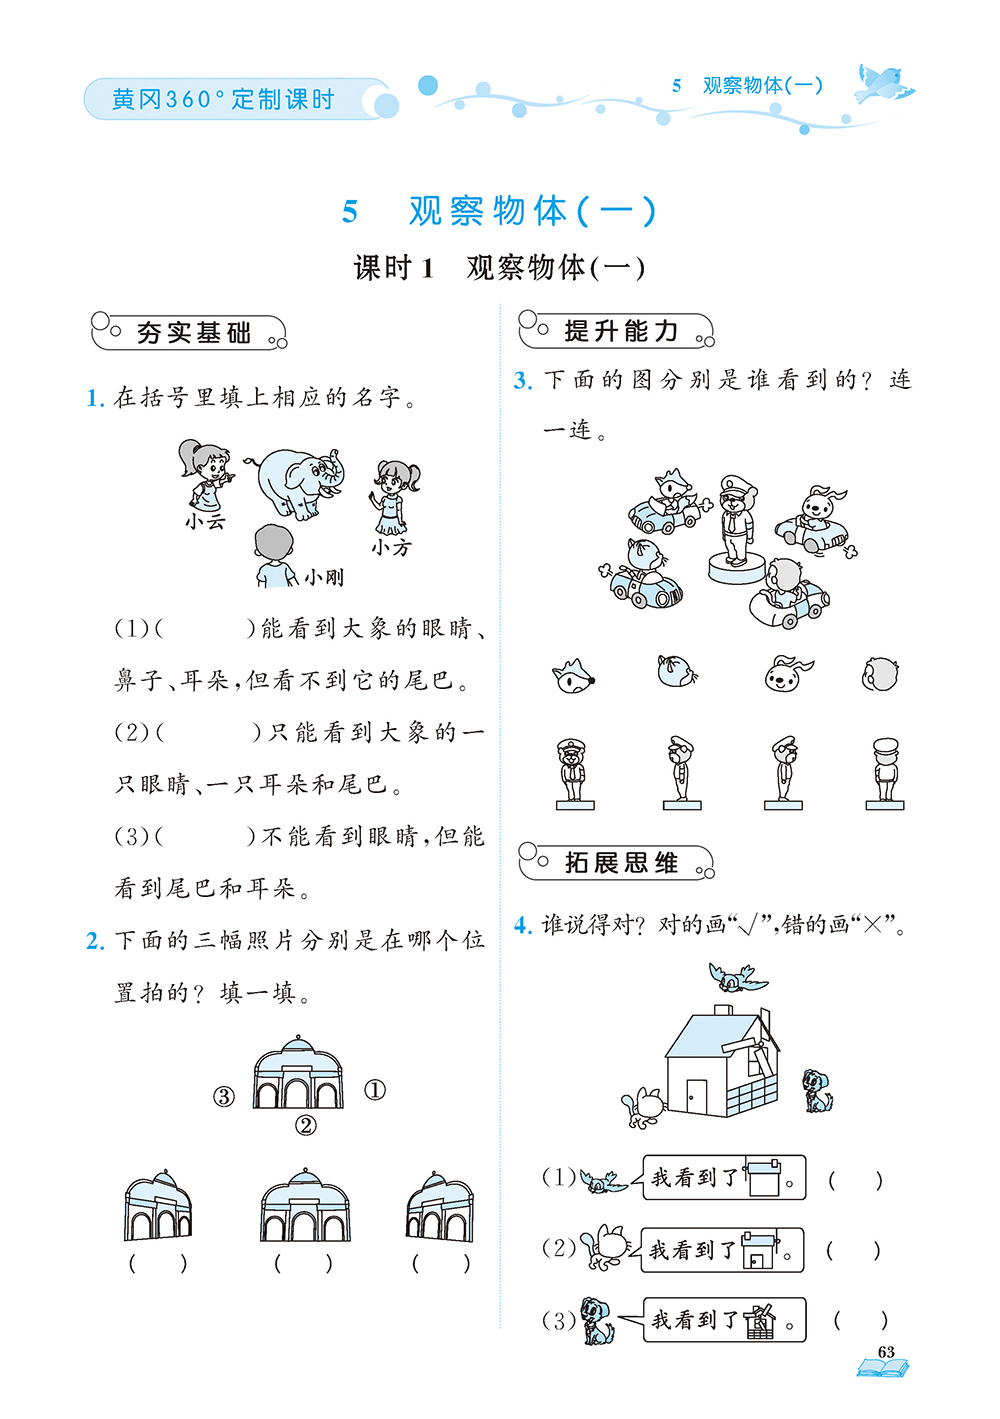 黄冈360°定制课时
5 观察物体(一)
5 观察物体(一)
课时1 观察物体(一)
夯实基础
1. 在括号里填上相应的名字。
小云
小方
小刚
(1)( )能看到大象的眼睛、
鼻子、耳朵,但看不到它的尾巴。
(2)( )只能看到大象的一
只眼睛、一只耳朵和尾巴。
(3)( )不能看到眼睛,但能
看到尾巴和耳朵。
2. 下面的三幅照片分别是在哪个位
置拍的? 填一填。
③
①
②
( ) ( ) ( )
提升能力
3. 下面的图分别是谁看到的? 连
一连。
拓展思维
4. 谁说得对? 对的画“√”,错的画“×”。
(1) 我看到了 。 ( )
(2) 我看到了 。 ( )
(3) 我看到了 。 ( )
63